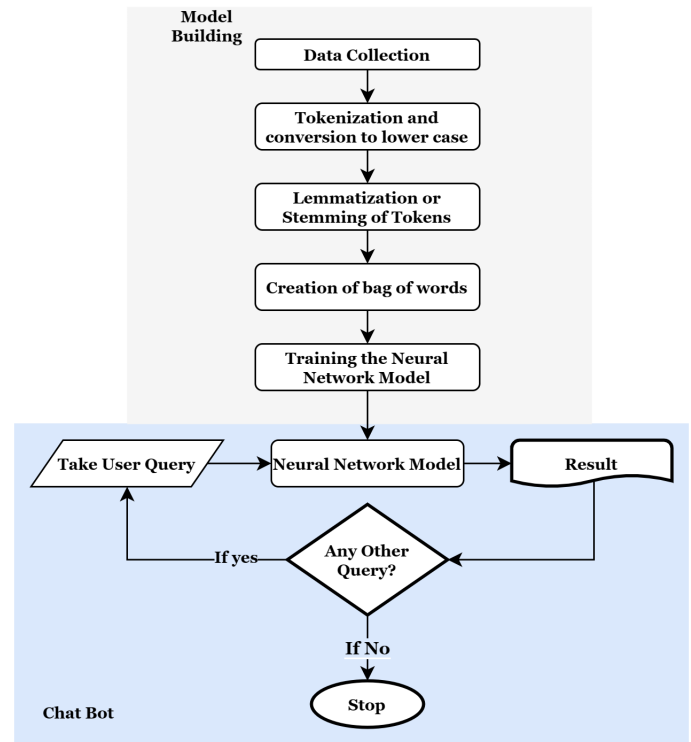 Model
Building
Data Collection
Tokenization and
conversion to lower case
Lemmatization or
Stemming of Tokens
Creation of bag of words
Training the Neural
Network Model
Take User Query
Neural Network Model
Result
If yes
Any Other
Query?
If No
Stop
Chat Bot